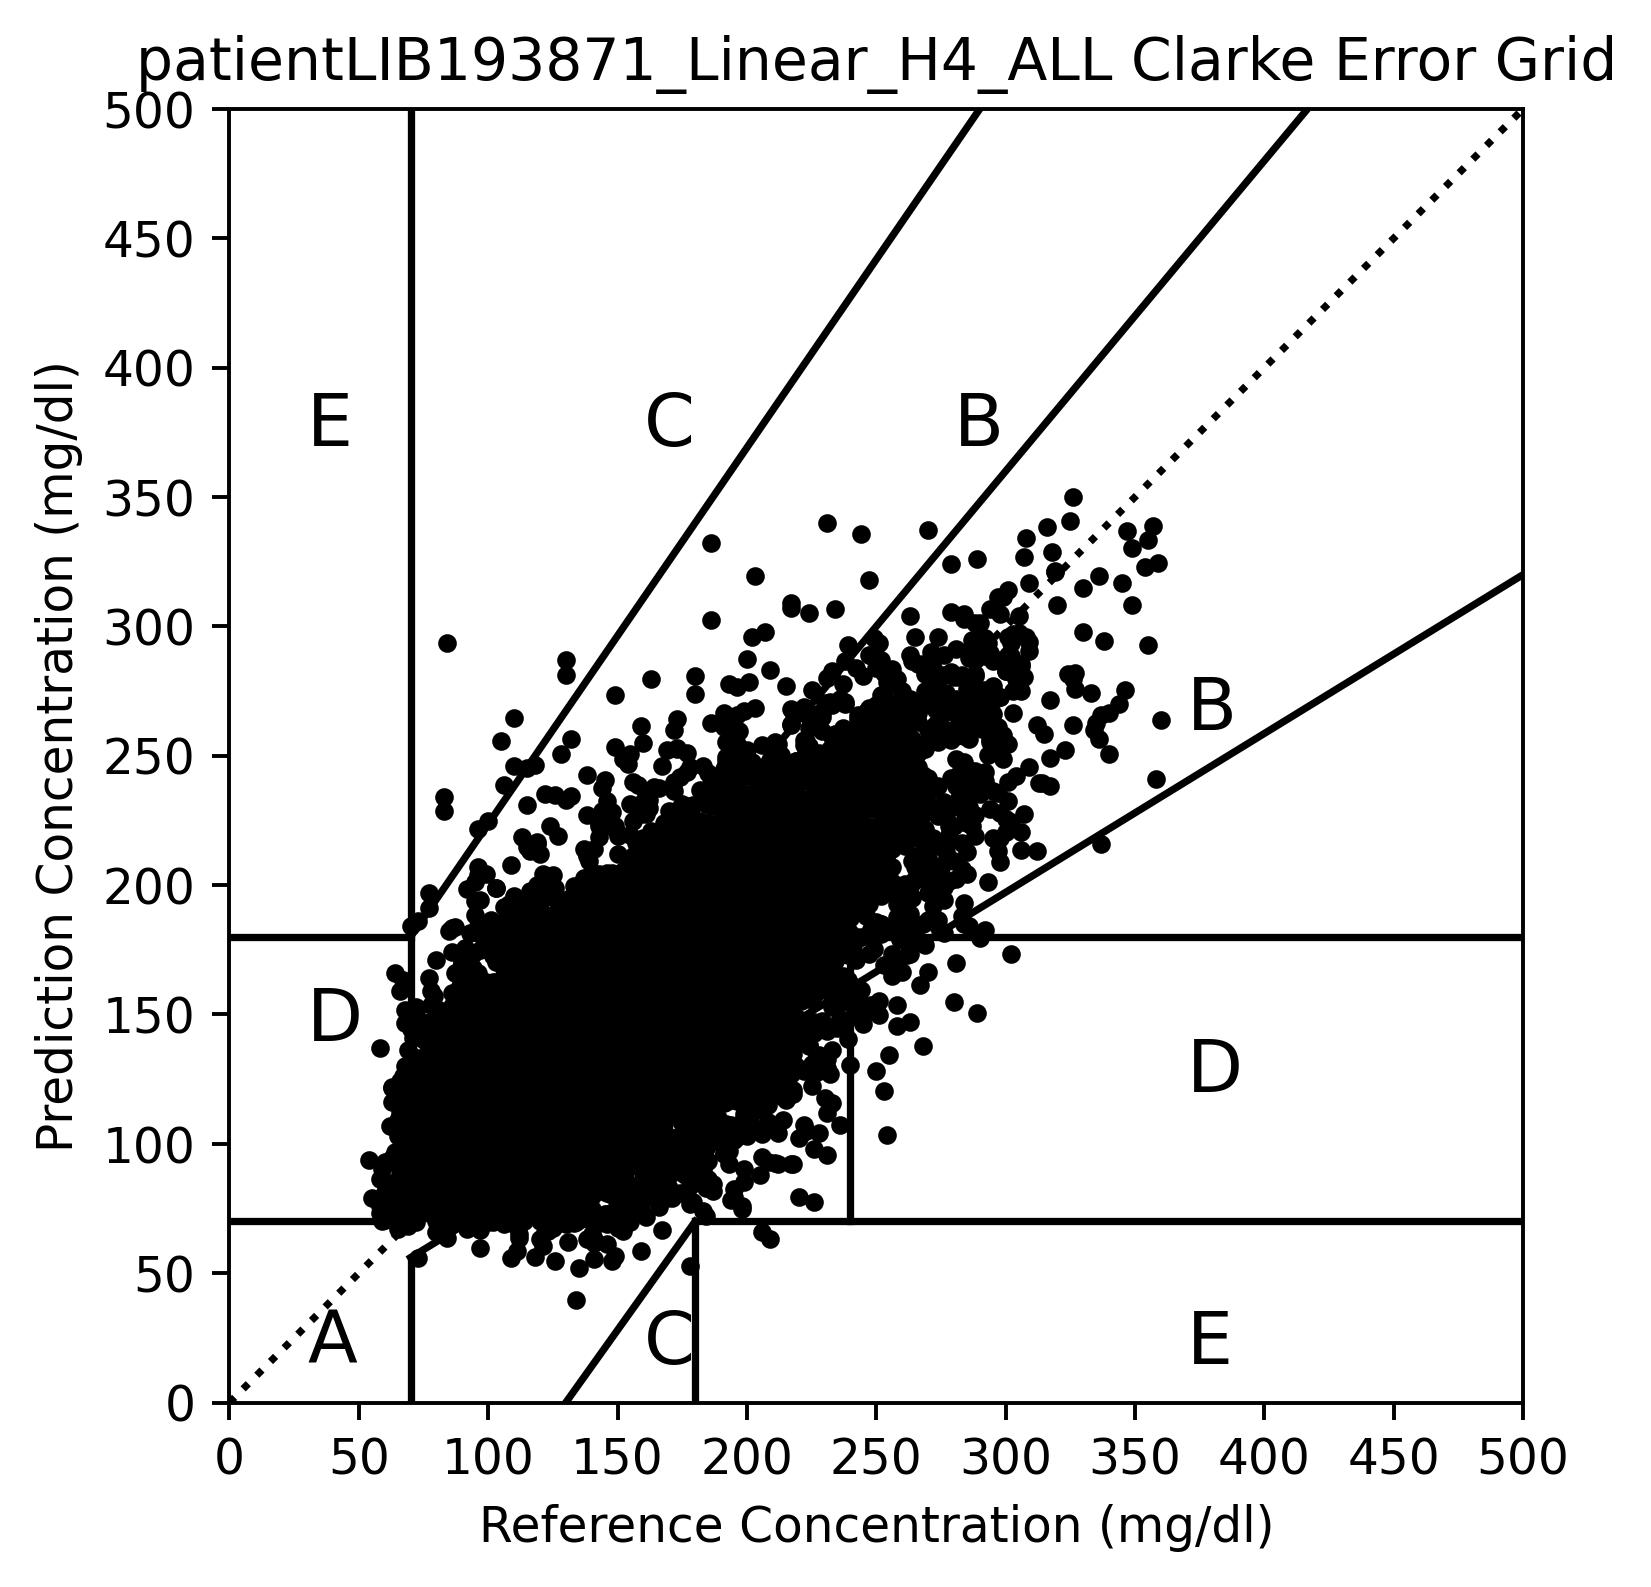 patientLIB193871_Linear_H4_ALL Clarke Error Grid
500
450
400
350
300
250
200
150
100
50
0
Prediction Concentration (mg/dl)
E
C
B
B
D
D
A
C
E
0 50 100 150 200 250 300 350 400 450 500
Reference Concentration (mg/dl)